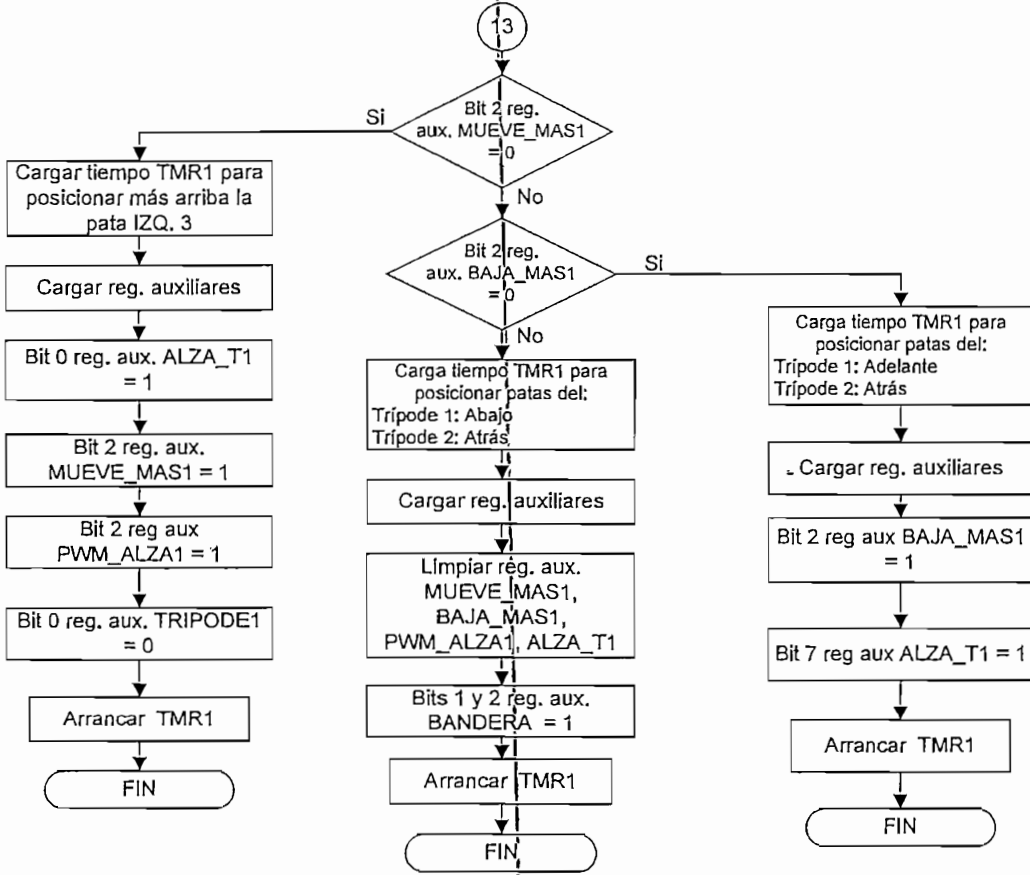 13
Bit 2 reg.
aux. MUEVE_MAS1
= 0
Si
No
Cargar tiempo TMR1 para
posicionar más arriba la
pata IZQ. 3
Cargar reg. auxiliares
Bit 0 reg. aux. ALZA_T1
= 1
Bit 2 reg. aux.
MUEVE_MAS1 = 1
Bit 2 reg aux
PWM_ALZA1 = 1
Bit 0 reg. aux. TRIPODE1
= 0
Arrancar TMR1
FIN
Bit 2 reg.
aux. BAJA_MAS1
= 0
Si
No
Carga tiempo TMR1 para
posicionar patas del:
Trípode 1: Abajo
Trípode 2: Atrás
Cargar reg. auxiliares
Limpiar reg. aux.
MUEVE_MAS1,
BAJA_MAS1,
PWM_ALZA1, ALZA_T1
Bits 1 y 2 reg. aux.
BANDERA = 1
Arrancar TMR1
FIN
Carga tiempo TMR1 para
posicionar patas del:
Trípode 1: Adelante
Trípode 2: Atrás
Cargar reg. auxiliares
Bit 2 reg aux BAJA_MAS1
= 1
Bit 7 reg aux ALZA_T1 = 1
Arrancar TMR1
FIN